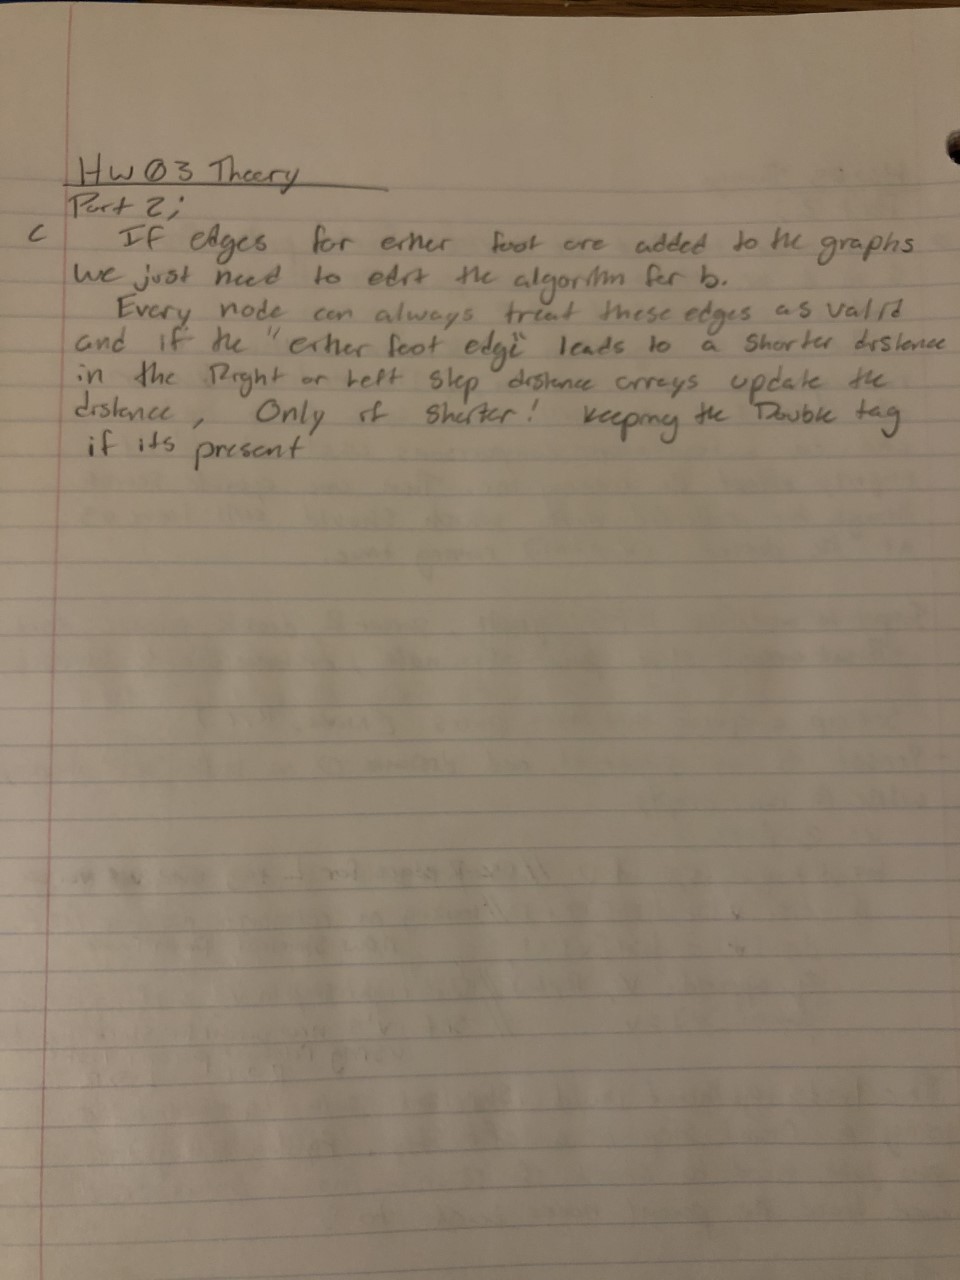 HW03 Theory
Part 2;
c If edges for either foot are added to the graphs
we just need to edit the algorithm for b.
Every node can always treat these edges as valid
and if the "either foot edge" leads to a shorter distance
in the Right or Left step distance arrays update the
distance, Only if shorter! keeping the Double tag
if its present